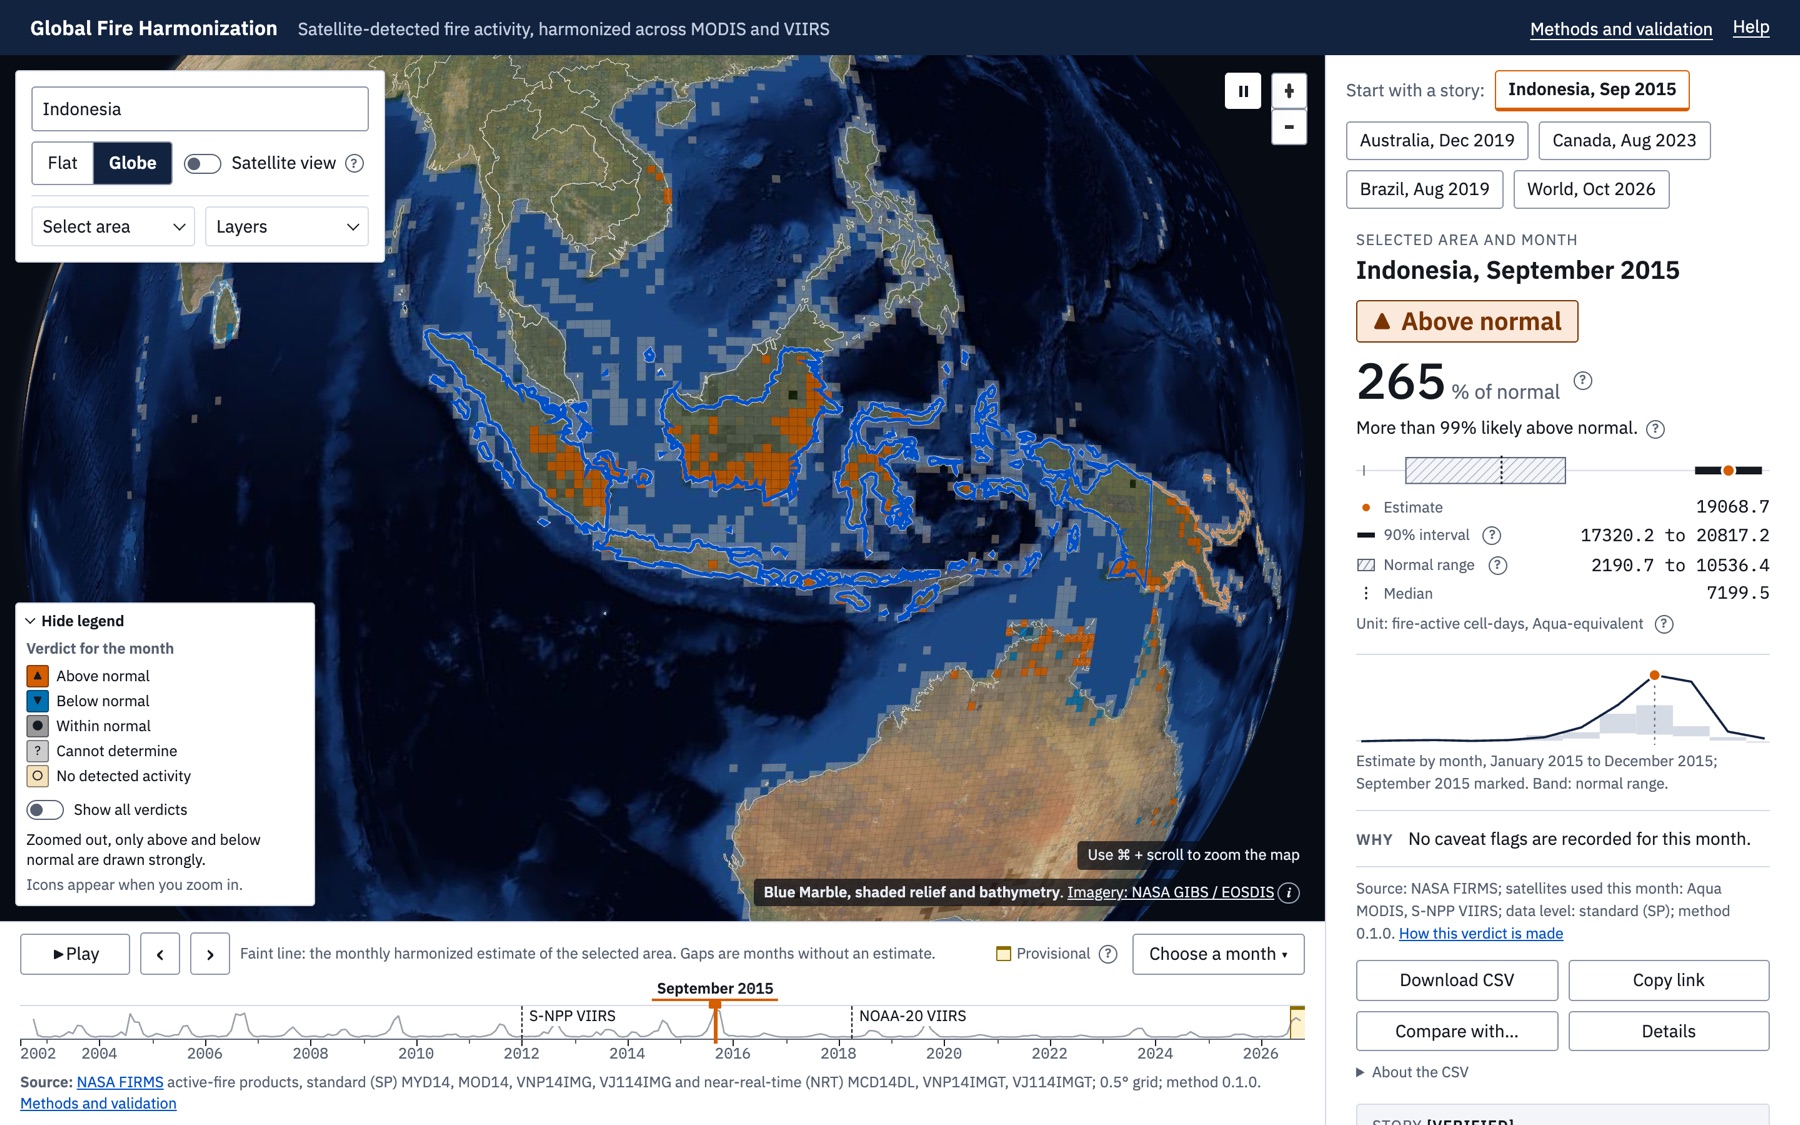 Global Fire Harmonization
Satellite-detected fire activity, harmonized across MODIS and VIIRS
Methods and validation
Help
Indonesia
Flat
Globe
Satellite view ?
Select area
Layers
+
-
Hide legend
Verdict for the month
Above normal
Below normal
Within normal
? Cannot determine
No detected activity
Show all verdicts
Zoomed out, only above and below
normal are drawn strongly.
Icons appear when you zoom in.
Use ⌘ + scroll to zoom the map
Blue Marble, shaded relief and bathymetry. Imagery: NASA GIBS / EOSDIS i
Start with a story: Indonesia, Sep 2015
Australia, Dec 2019 Canada, Aug 2023
Brazil, Aug 2019 World, Oct 2026
SELECTED AREA AND MONTH
Indonesia, September 2015
▲ Above normal
265 % of normal ?
More than 99% likely above normal. ?
Estimate 19068.7
90% interval ? 17320.2 to 20817.2
Normal range ? 2190.7 to 10536.4
Median 7199.5
Unit: fire-active cell-days, Aqua-equivalent ?
Estimate by month, January 2015 to December 2015;
September 2015 marked. Band: normal range.
WHY No caveat flags are recorded for this month.
Source: NASA FIRMS; satellites used this month: Aqua
MODIS, S-NPP VIIRS; data level: standard (SP); method
0.1.0. How this verdict is made
Download CSV Copy link
Compare with... Details
▶ About the CSV
STORY [VERIFIED]
▶Play ‹ › Faint line: the monthly harmonized estimate of the selected area. Gaps are months without an estimate. Provisional ? Choose a month ▾
September 2015
S-NPP VIIRS NOAA-20 VIIRS
2002 2004 2006 2008 2010 2012 2014 2016 2018 2020 2022 2024 2026
Source: NASA FIRMS active-fire products, standard (SP) MYD14, MOD14, VNP14IMG, VJ114IMG and near-real-time (NRT) MCD14DL, VNP14IMGT, VJ114IMGT; 0.5° grid; method 0.1.0.
Methods and validation